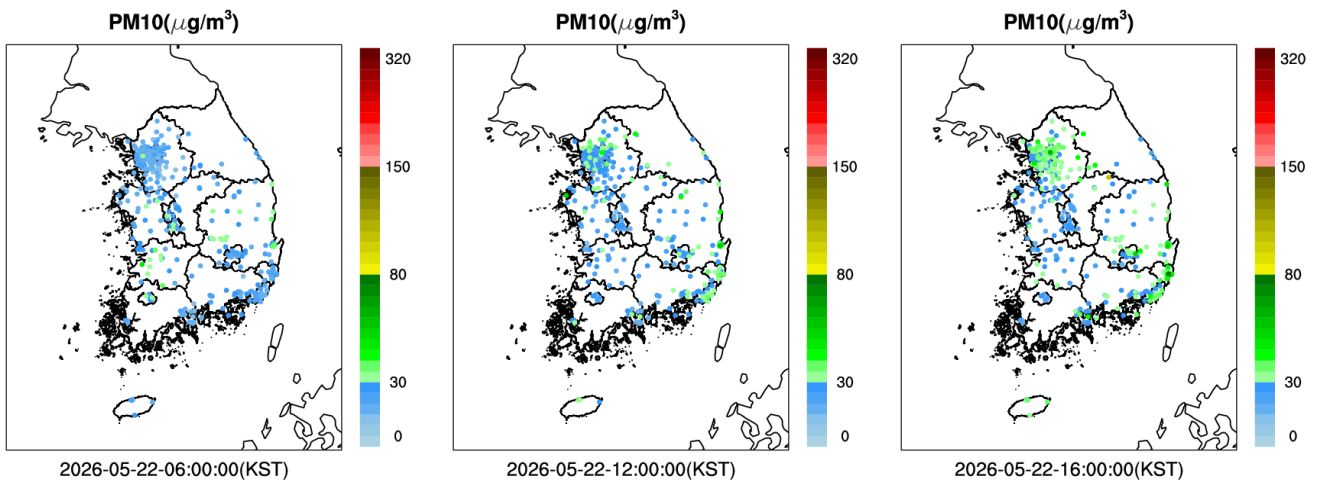 PM10(μg/m³) PM10(μg/m³) PM10(μg/m³)
320 320 320
150 150 150
80 80 80
30 30 30
0 0 0
2026-05-22-06:00:00(KST) 2026-05-22-12:00:00(KST) 2026-05-22-16:00:00(KST)